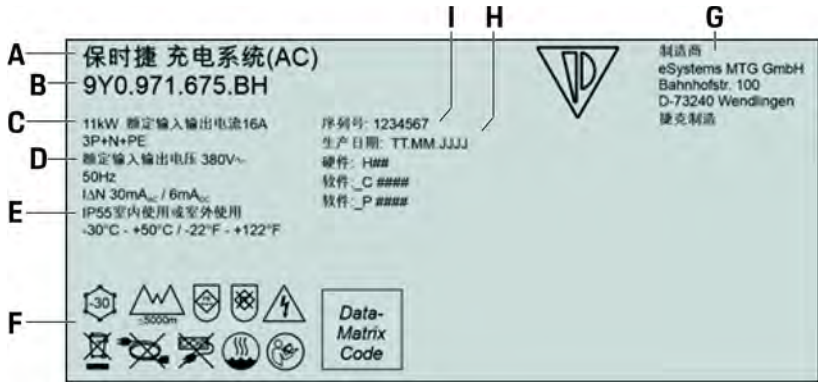 I H G
A
保时捷 充电系统(AC)
B
9Y0.971.675.BH
C
11kW 额定输入输出电流16A
3P+N+PE
D
额定输入输出电压 380V~
50Hz
IΔN 30mAac / 6mADC
E
IP55室内使用或室外使用
-30°C - +50°C / -22°F - +122°F
序列号: 1234567
生产日期: TT.MM.JJJJ
硬件: H##
软件:_C ####
软件:_P ####
制造商
eSystems MTG GmbH
Bahnhofstr. 100
D-73240 Wendlingen
捷克制造
F
-30
≤5000m
Data-
Matrix
Code